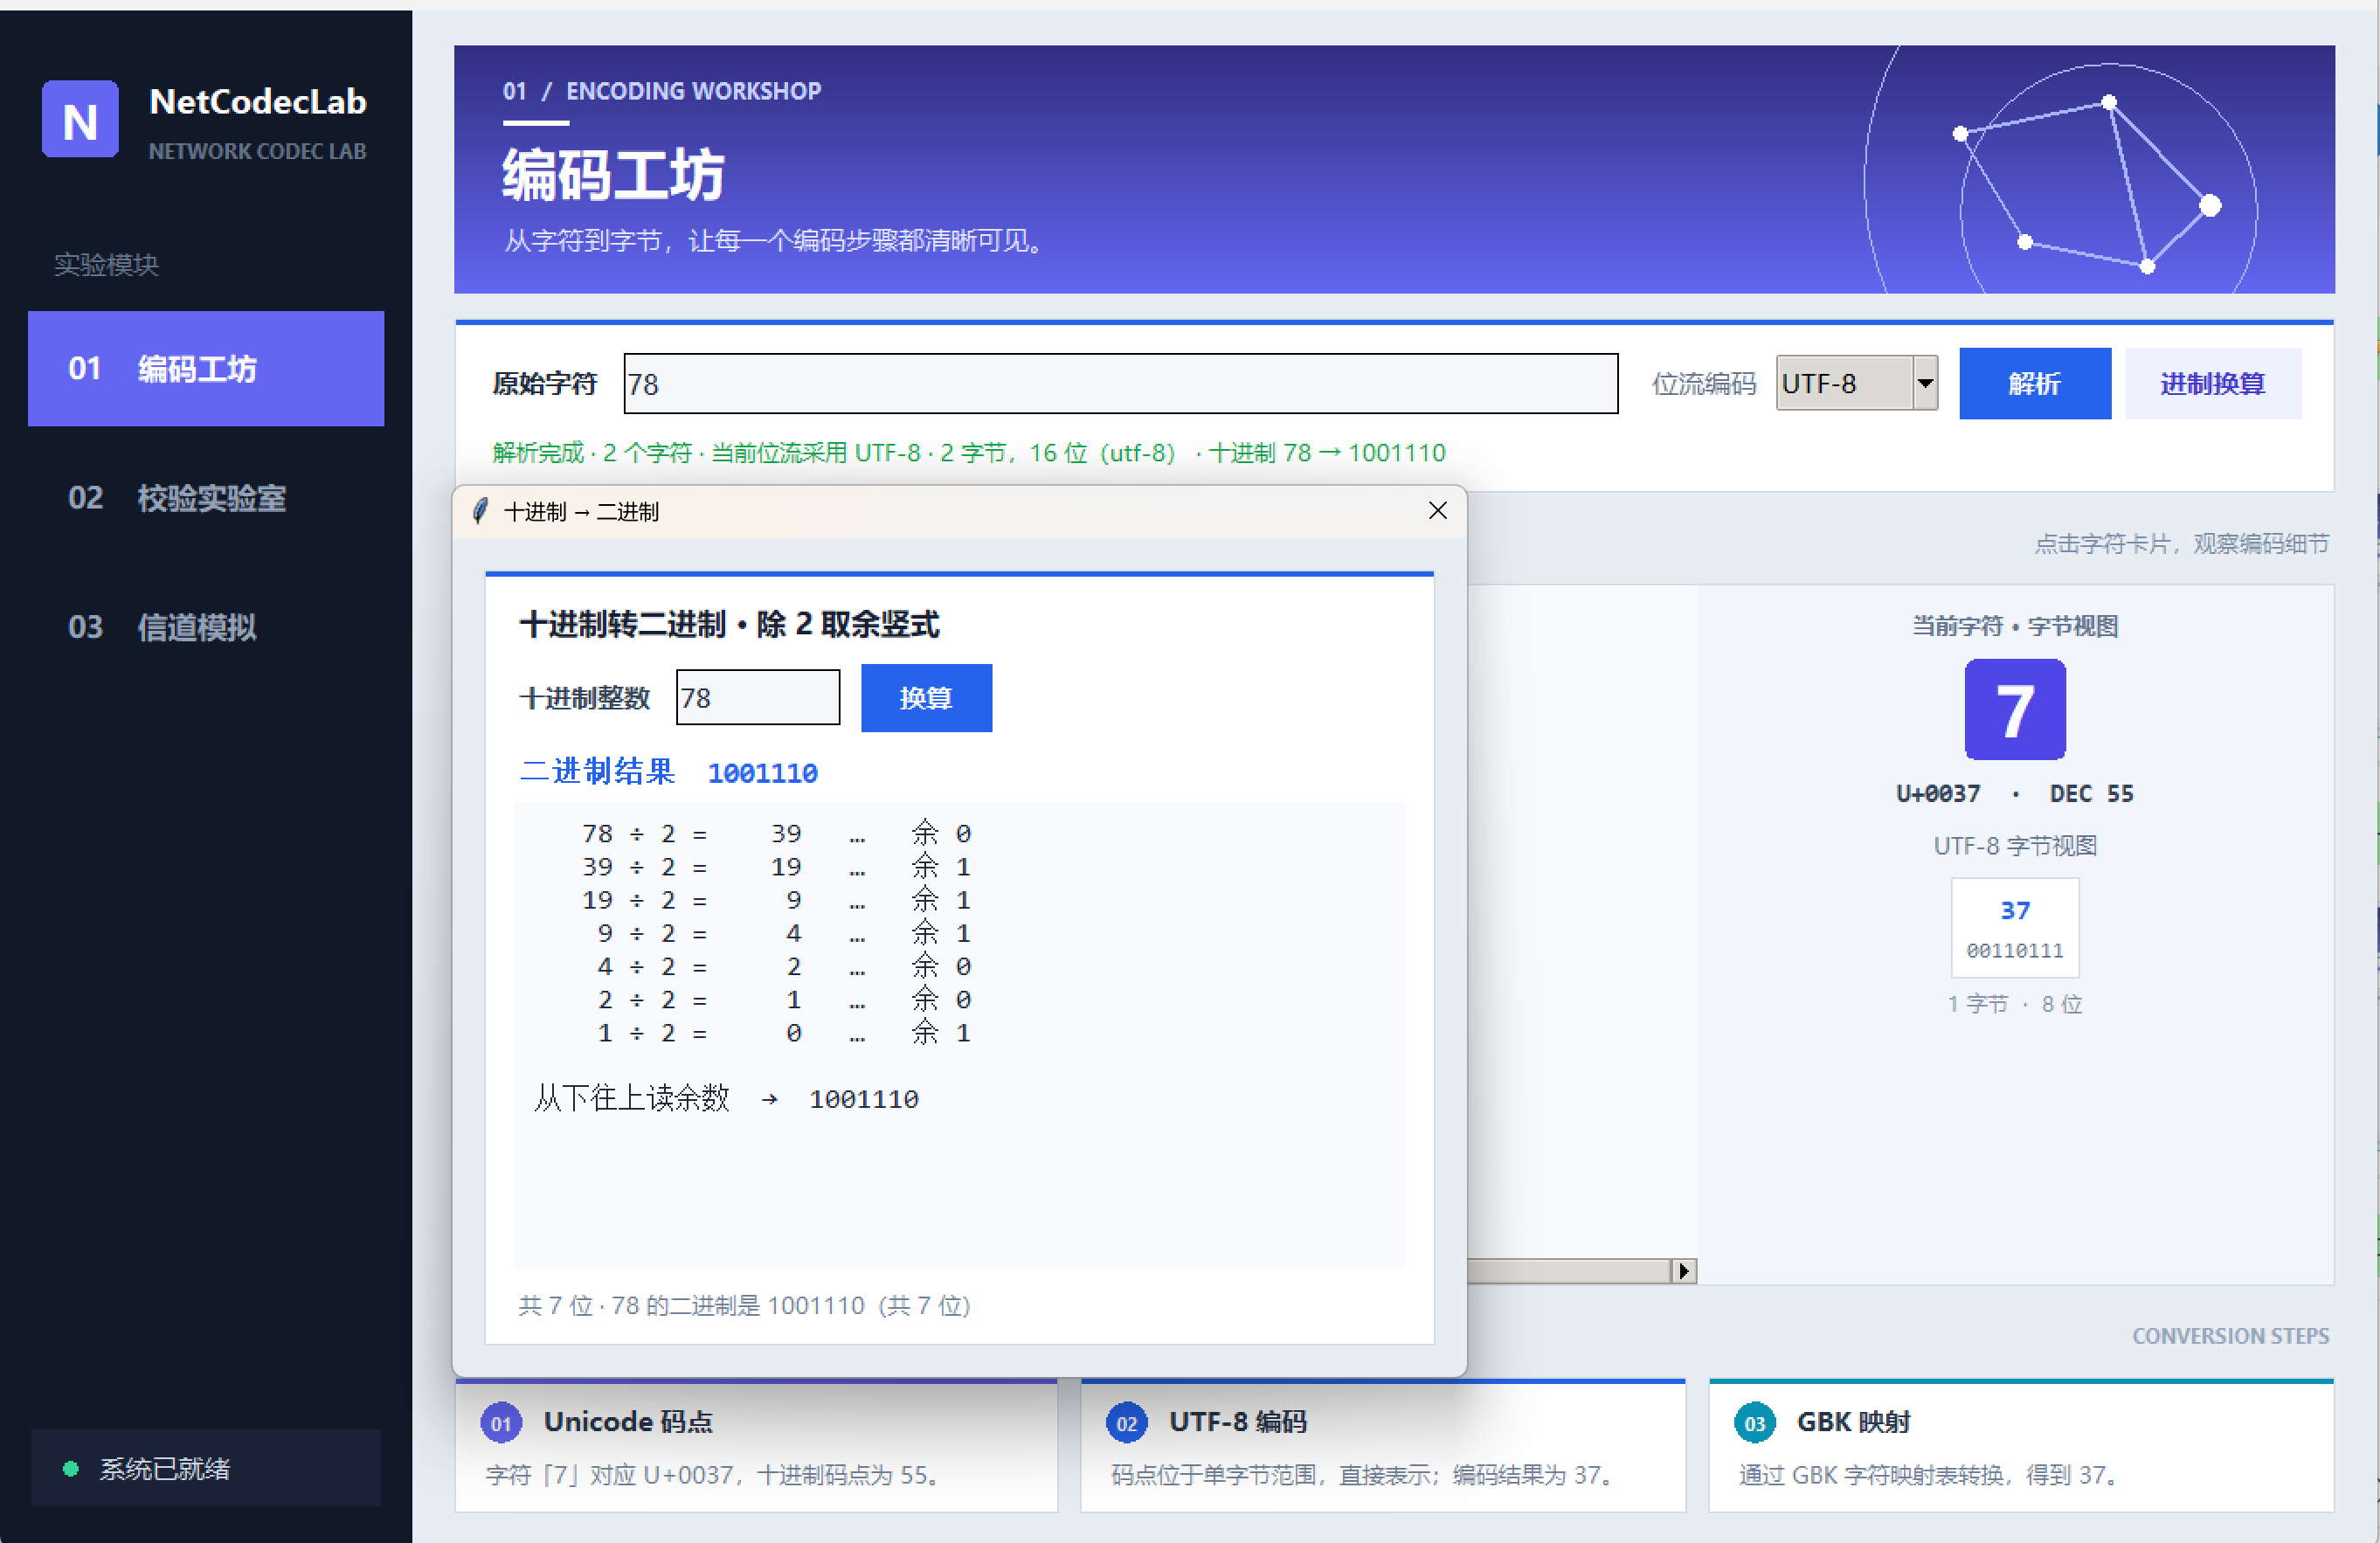 N
NetCodecLab
NETWORK CODEC LAB
实验模块
01 编码工坊
02 校验实验室
03 信道模拟
系统已就绪
01 / ENCODING WORKSHOP
编码工坊
从字符到字节，让每一个编码步骤都清晰可见。
原始字符 78 位流编码 UTF-8 解析 进制换算
解析完成 · 2 个字符 · 当前位流采用 UTF-8 · 2 字节，16 位（utf-8） · 十进制 78 → 1001110
点击字符卡片，观察编码细节
十进制 → 二进制
十进制转二进制 • 除 2 取余竖式
十进制整数 78 换算
二进制结果 1001110
78 ÷ 2 = 39 … 余 0
39 ÷ 2 = 19 … 余 1
19 ÷ 2 = 9 … 余 1
9 ÷ 2 = 4 … 余 1
4 ÷ 2 = 2 … 余 0
2 ÷ 2 = 1 … 余 0
1 ÷ 2 = 0 … 余 1
从下往上读余数 → 1001110
共 7 位 · 78 的二进制是 1001110（共 7 位）
当前字符 • 字节视图
7
U+0037 · DEC 55
UTF-8 字节视图
37
00110111
1 字节 · 8 位
CONVERSION STEPS
01 Unicode 码点
字符「7」对应 U+0037，十进制码点为 55。
02 UTF-8 编码
码点位于单字节范围，直接表示；编码结果为 37。
03 GBK 映射
通过 GBK 字符映射表转换，得到 37。